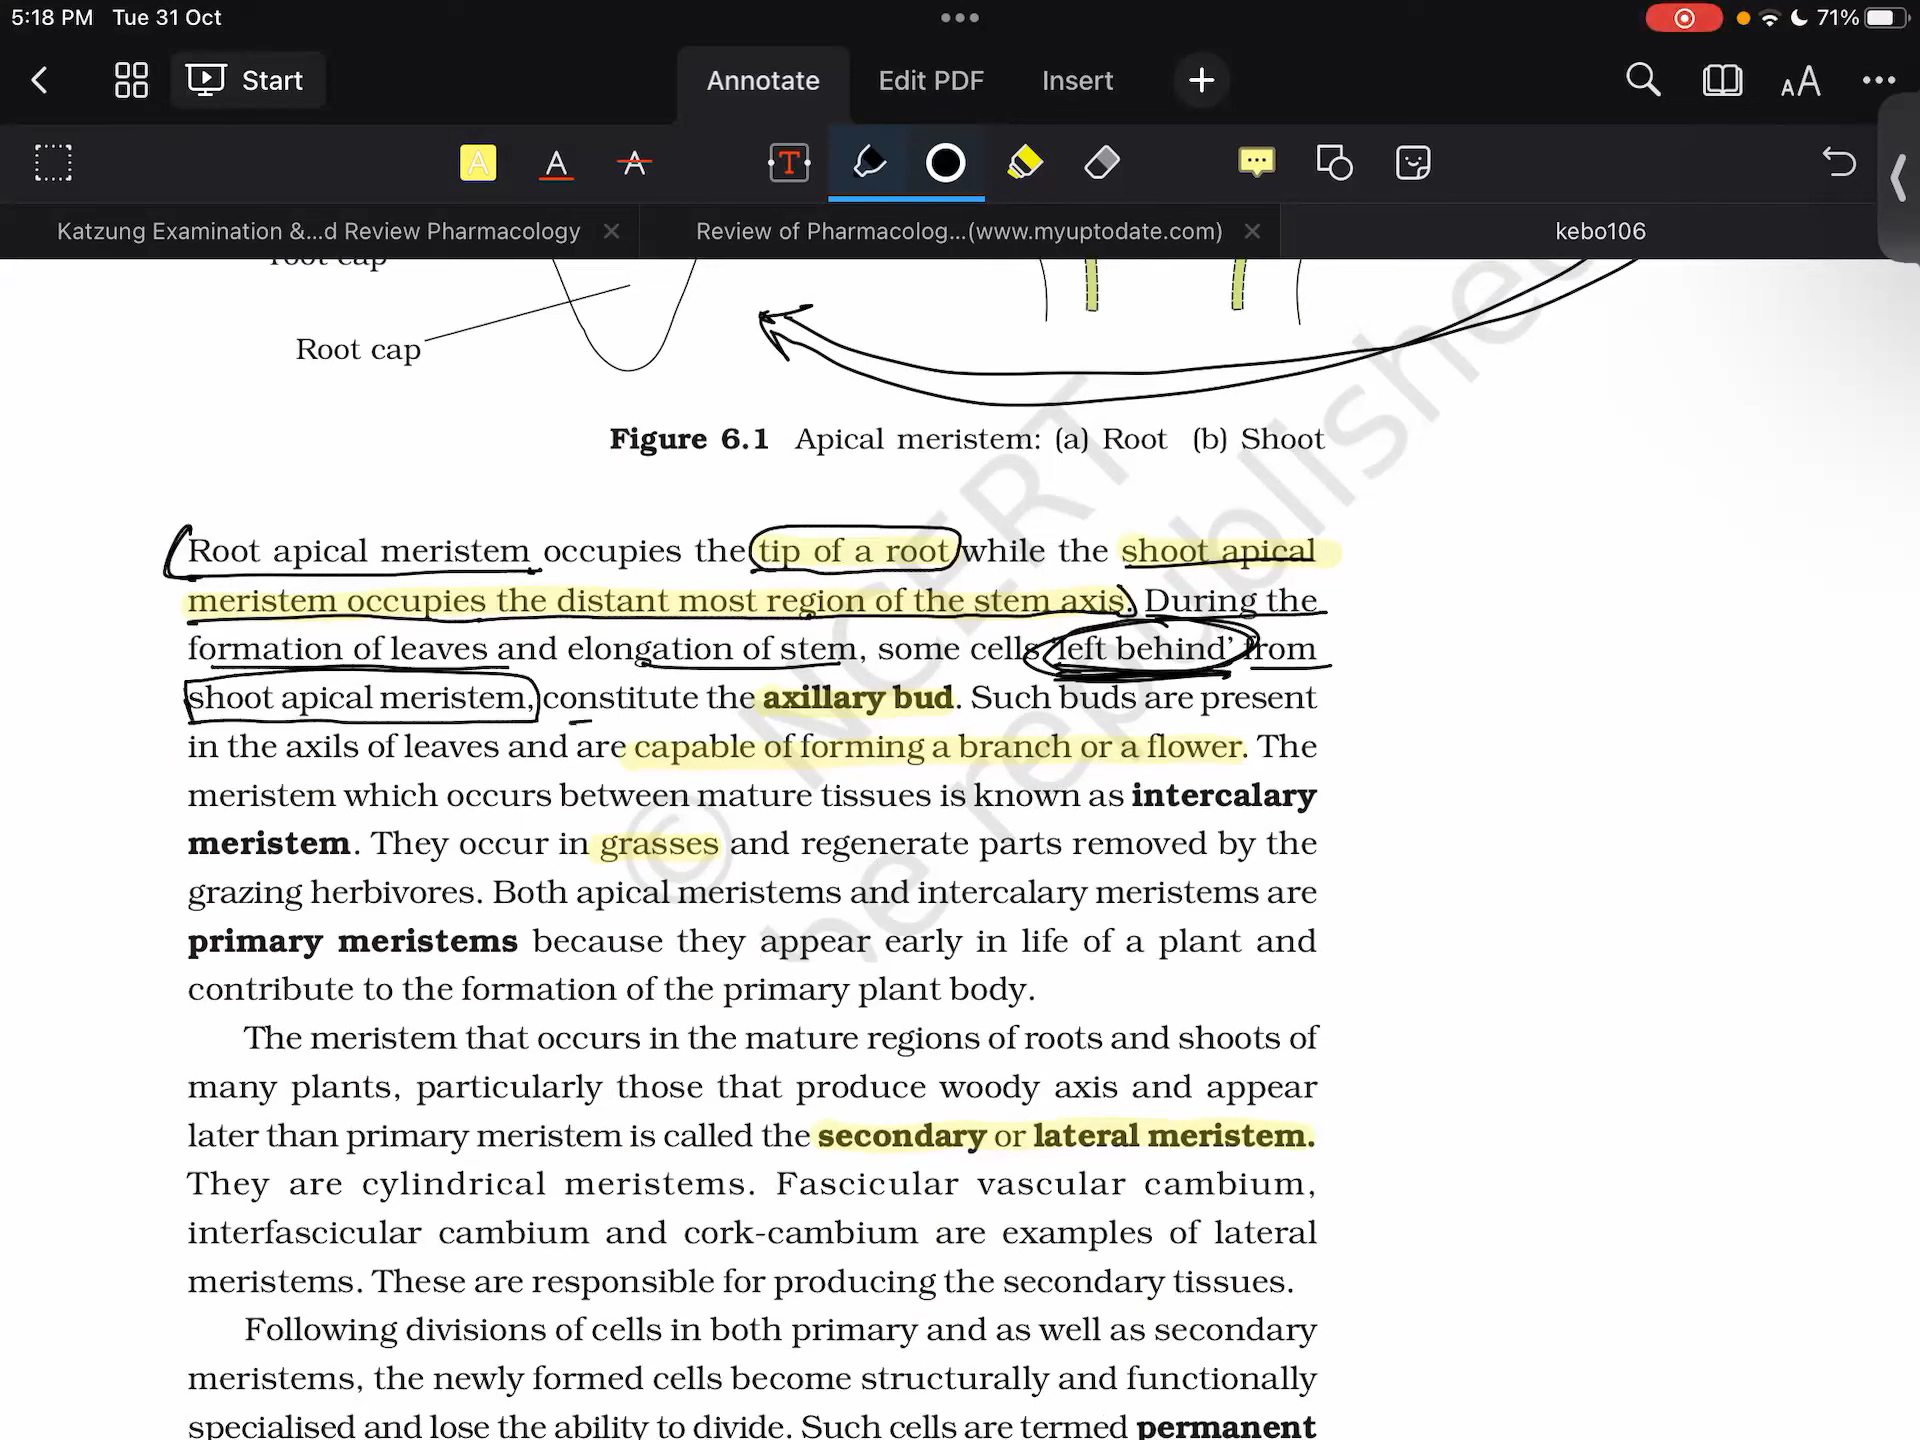 5:18 PM Tue 31 Oct
71%
Start
Annotate
Edit PDF
Insert
AA
A
A
A
T
Katzung Examination &...d Review Pharmacology
Review of Pharmacolog...(www.myuptodate.com)
kebo106
root cap
Root cap
Figure 6.1 Apical meristem: (a) Root (b) Shoot
Root apical meristem occupies the tip of a root while the shoot apical
meristem occupies the distant most region of the stem axis. During the
formation of leaves and elongation of stem, some cells 'left behind' from
shoot apical meristem, constitute the axillary bud. Such buds are present
in the axils of leaves and are capable of forming a branch or a flower. The
meristem which occurs between mature tissues is known as intercalary
meristem. They occur in grasses and regenerate parts removed by the
grazing herbivores. Both apical meristems and intercalary meristems are
primary meristems because they appear early in life of a plant and
contribute to the formation of the primary plant body.
The meristem that occurs in the mature regions of roots and shoots of
many plants, particularly those that produce woody axis and appear
later than primary meristem is called the secondary or lateral meristem.
They are cylindrical meristems. Fascicular vascular cambium,
interfascicular cambium and cork-cambium are examples of lateral
meristems. These are responsible for producing the secondary tissues.
Following divisions of cells in both primary and as well as secondary
meristems, the newly formed cells become structurally and functionally
specialised and lose the ability to divide. Such cells are termed permanent
© NCERT
be republished